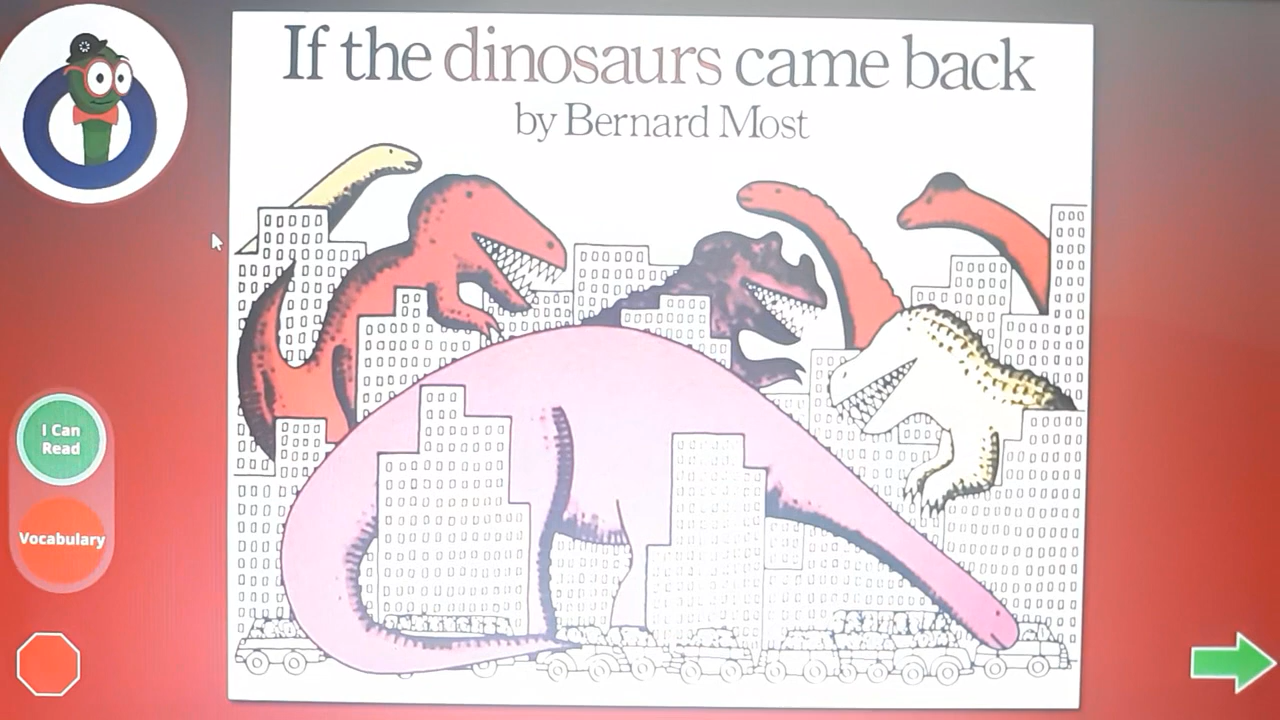 If the dinosaurs came back
by Bernard Most
I Can
Read
Vocabulary